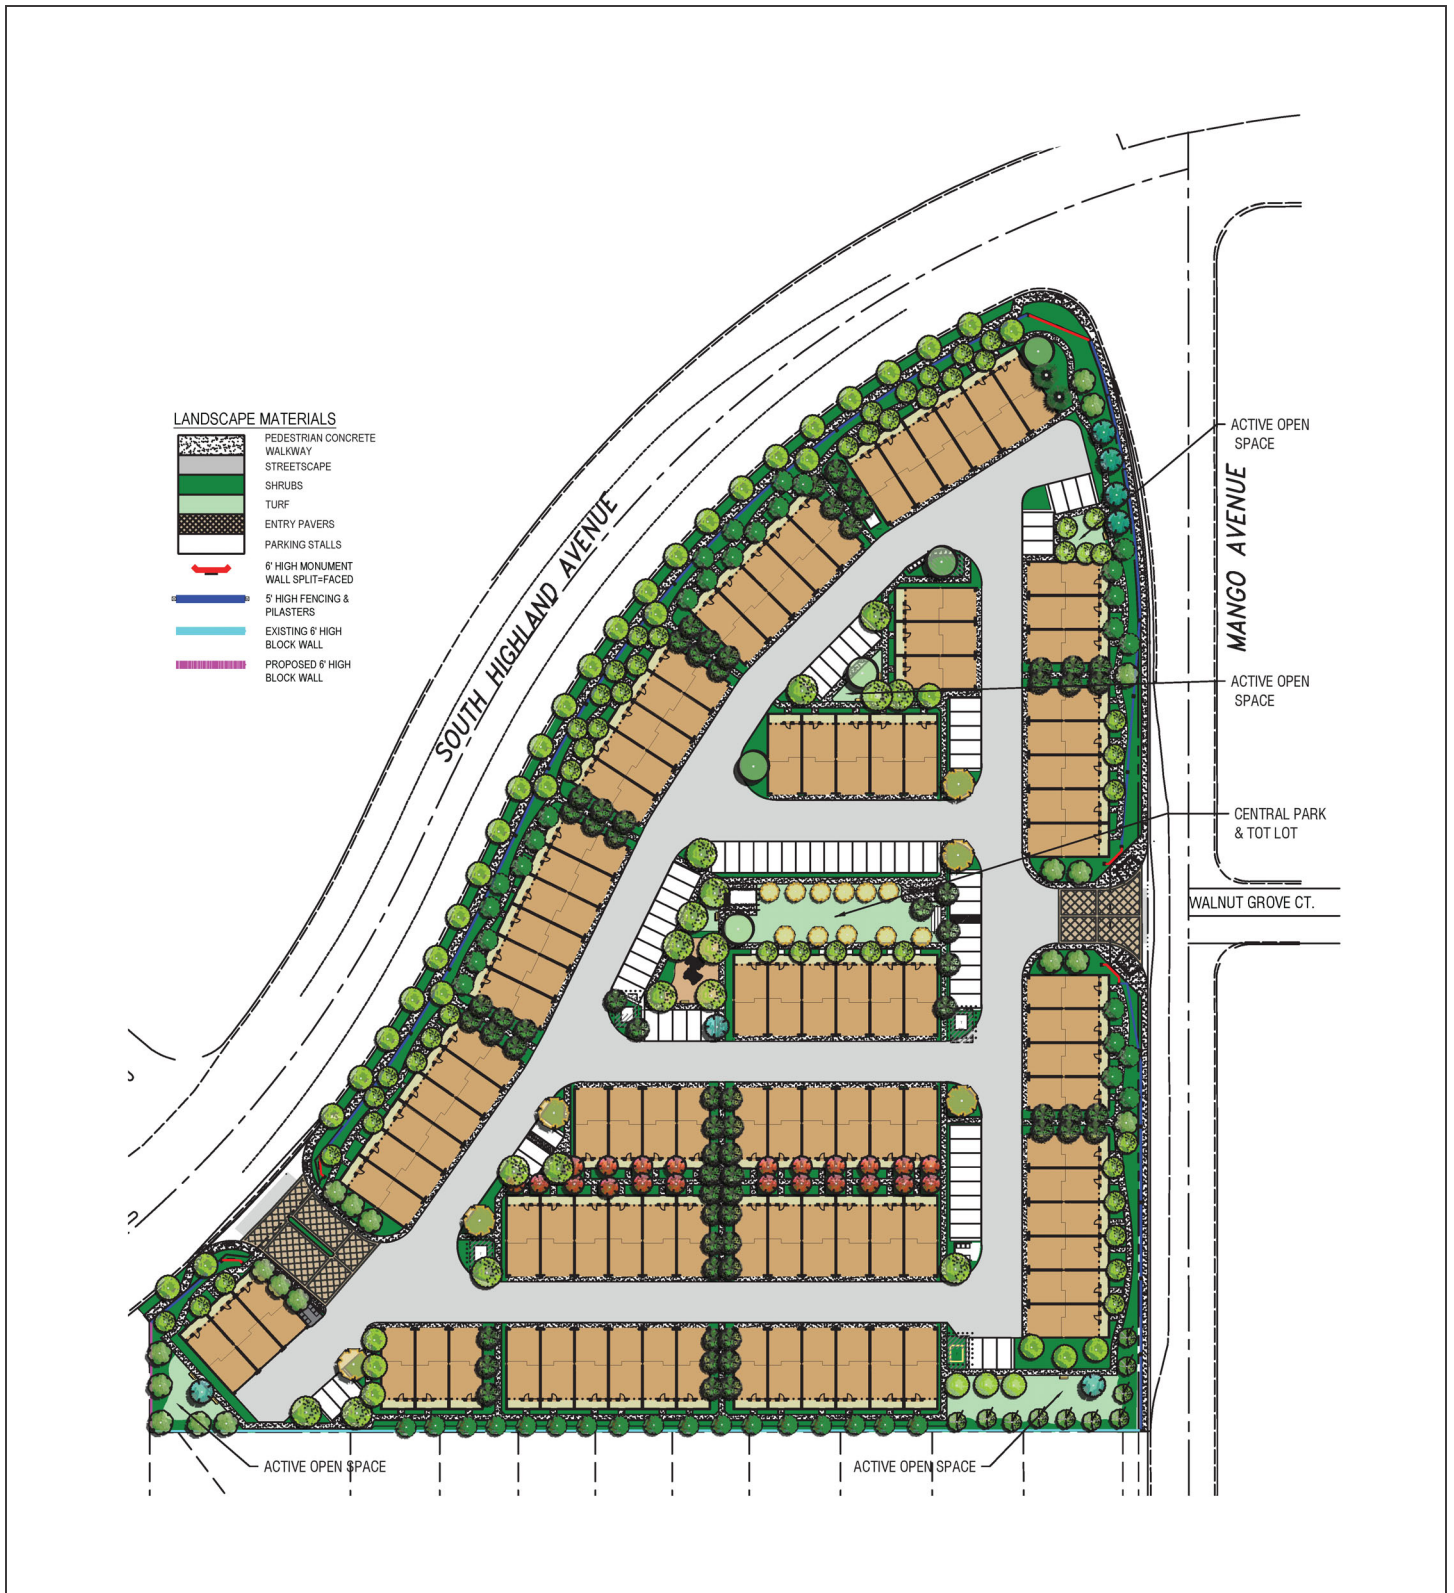 LANDSCAPE MATERIALS
PEDESTRIAN CONCRETE
WALKWAY
STREETSCAPE
SHRUBS
TURF
ENTRY PAVERS
PARKING STALLS
6' HIGH MONUMENT
WALL SPLIT=FACED
5' HIGH FENCING &
PILASTERS
EXISTING 6' HIGH
BLOCK WALL
PROPOSED 6' HIGH
BLOCK WALL
SOUTH HIGHLAND AVENUE
MANGO AVENUE
ACTIVE OPEN
SPACE
ACTIVE OPEN
SPACE
CENTRAL PARK
& TOT LOT
WALNUT GROVE CT.
ACTIVE OPEN SPACE
ACTIVE OPEN SPACE